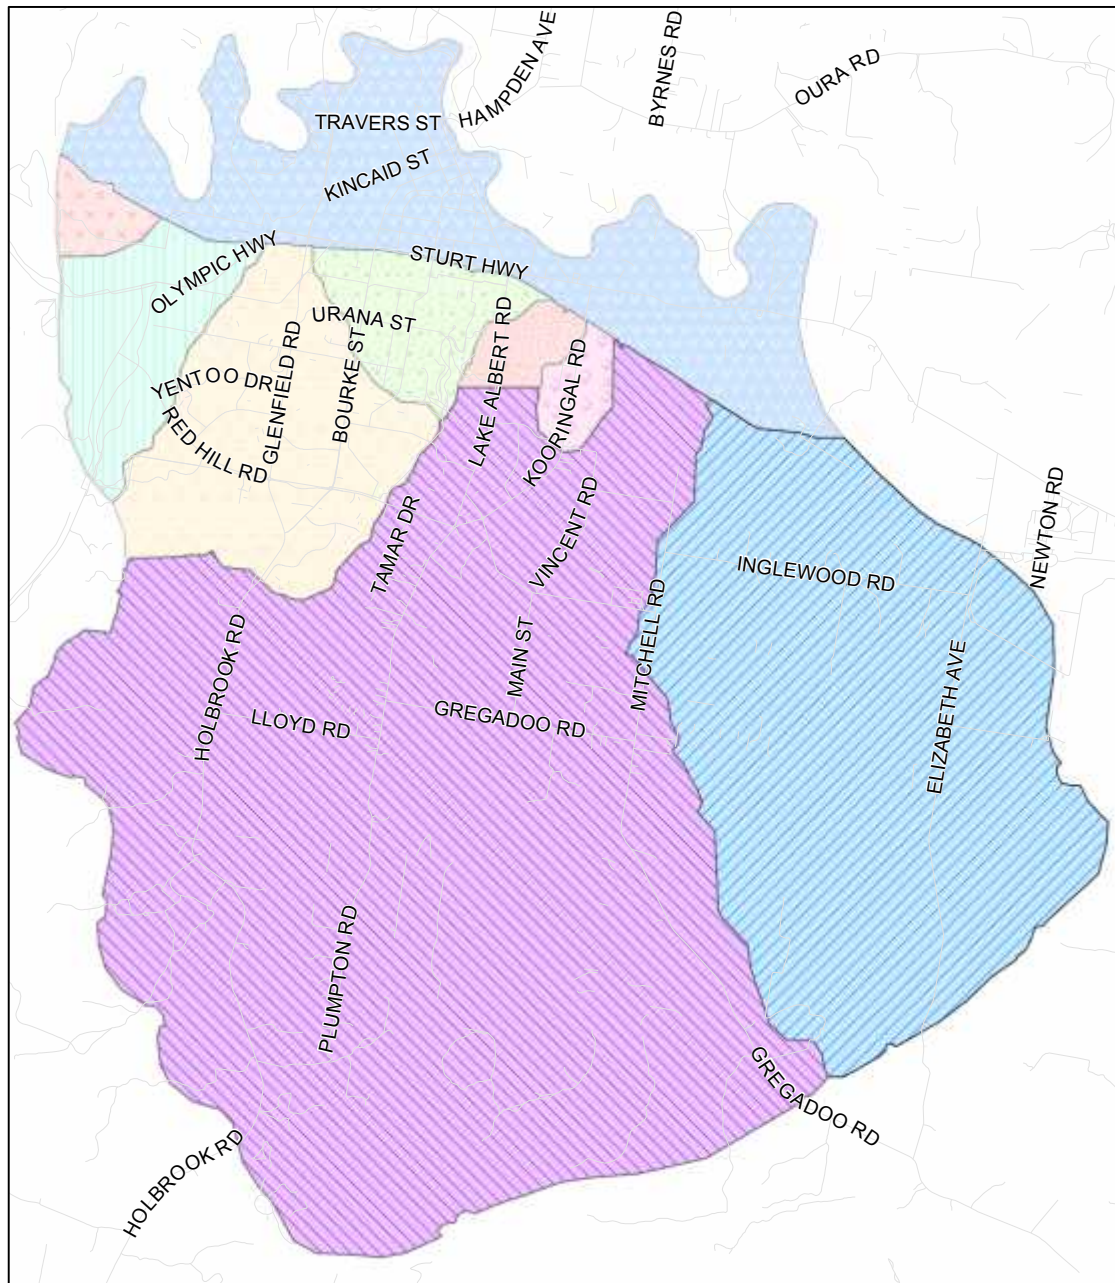 HAMPDEN AVE
BYRNES RD
OURA RD
TRAVERS ST
KINCAID ST
OLYMPIC HWY
STURT HWY
URANA ST
LAKE ALBERT RD
BOURKE ST
GLENFIELD RD
YENTOO DR
RED HILL RD
KOORINGAL RD
TAMAR DR
VINCENT RD
NEWTON RD
INGLEWOOD RD
MITCHELL RD
MAIN ST
HOLBROOK RD
LLOYD RD
GREGADOO RD
ELIZABETH AVE
PLUMPTON RD
GREGADOO RD
HOLBROOK RD